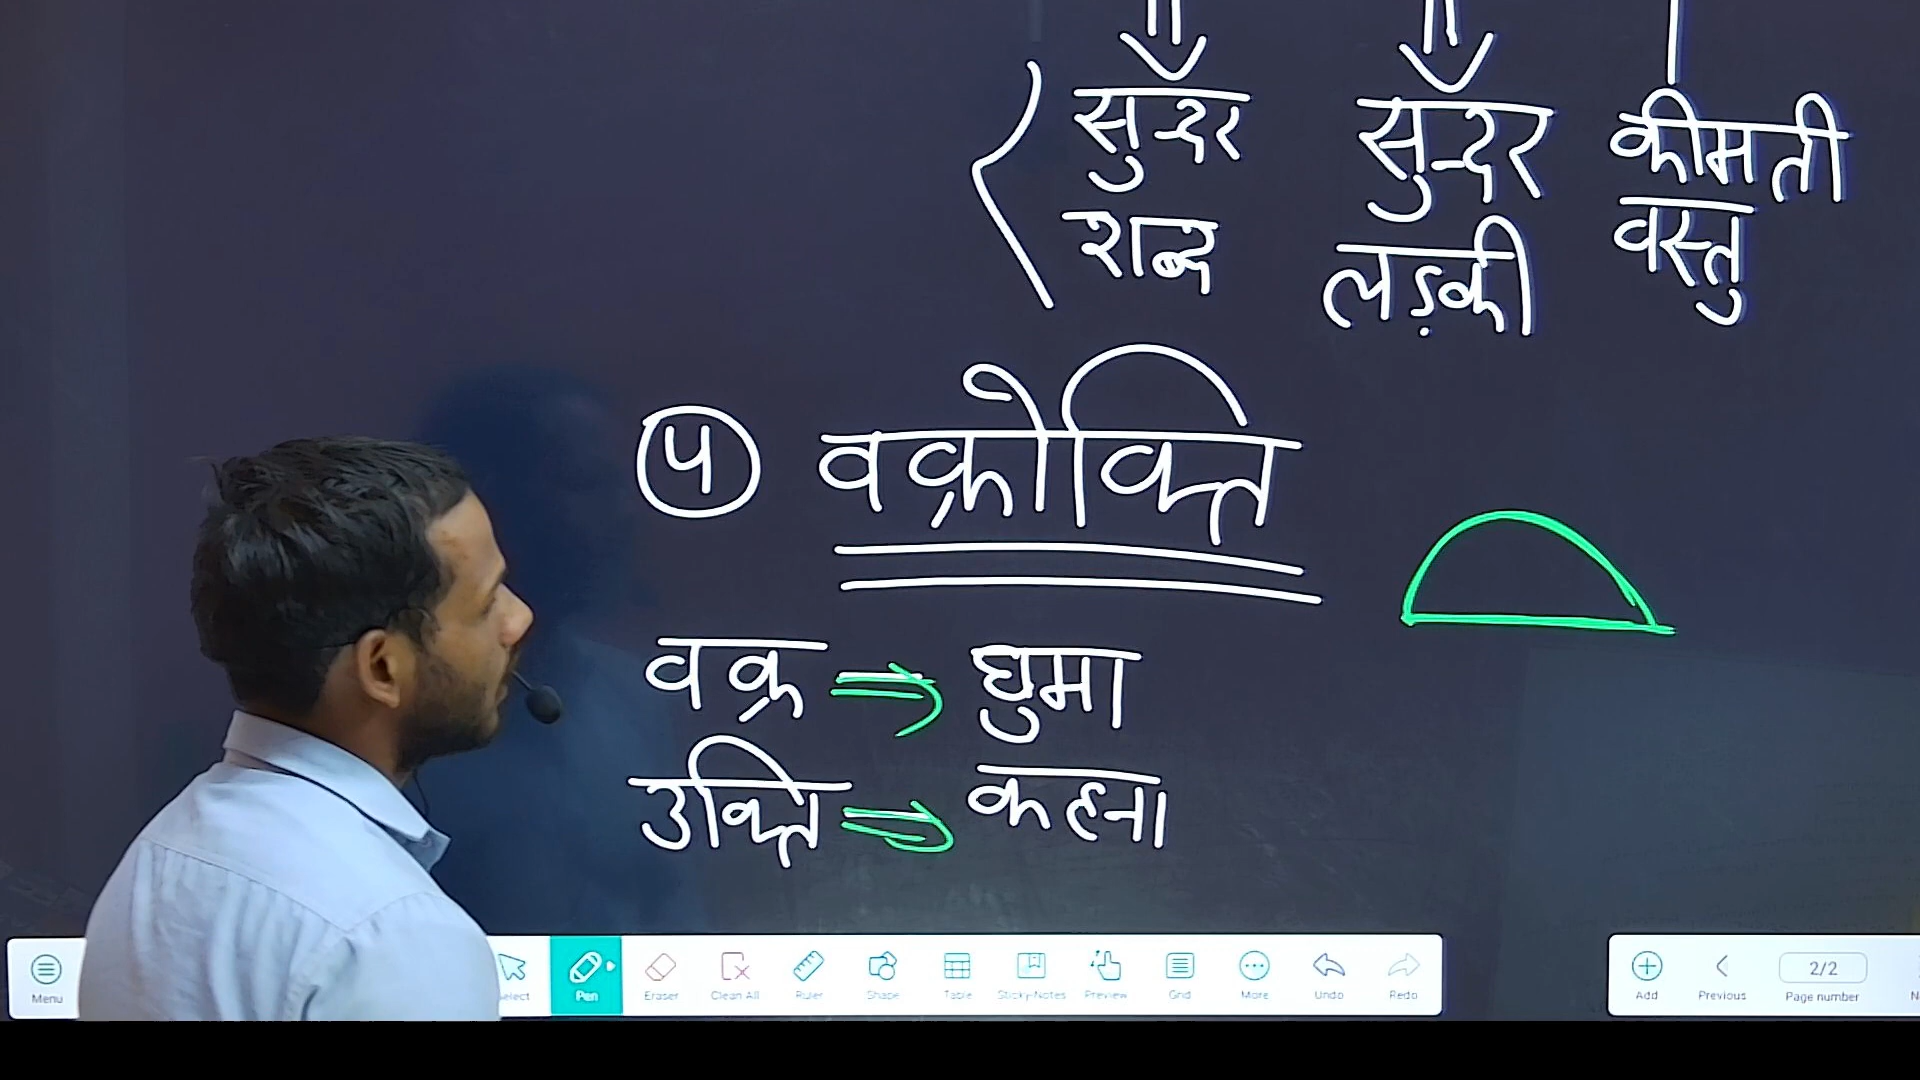 सुन्दर सुन्दर कीमती
शब्द लड़की वस्तु
५ वक्रोक्ति
वक्र ⇒ घुमा
उक्ति ⇒ कहना
Menu Select Pen Eraser Clean All Ruler Shape Table Sticky-Notes Preview Grid More Undo Redo Add Previous 2/2 Page number